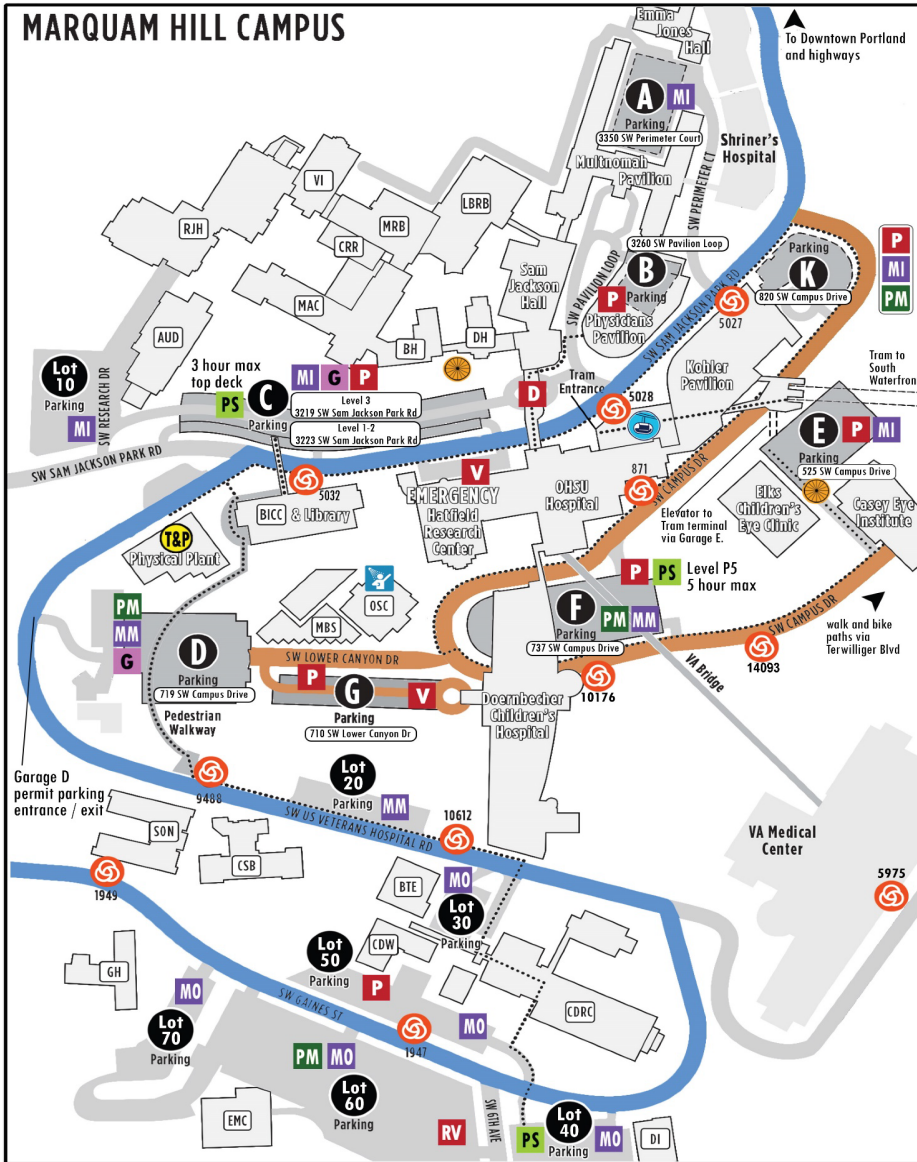 MARQUAM HILL CAMPUS
Emma
Jones
Hall
To Downtown Portland
and highways
A
MI
Parking
3350 SW Perimeter Court
Multnomah
Pavilion
Shriner's
Hospital
SW PERIMETER CT
VI
LBRB
MRB
RJH
CRR
MAC
Sam
Jackson
Hall
SW PAVILION LOOP
3260 SW Pavilion Loop
B
Parking
P
Physicians
Pavilion
SW SAM JACKSON PARK RD
Parking
K
820 SW Campus Drive
P
MI
PM
5027
AUD
BH
DH
Kohler
Pavilion
Tram to
South
Waterfront
Lot
10
Parking
MI
SW RESEARCH DR
3 hour max
top deck
PS
C
Parking
MI
G
P
Level 3
3219 SW Sam Jackson Park Rd
Level 1-2
3223 SW Sam Jackson Park Rd
Tram
Entrance
D
5028
E
P
MI
Parking
525 SW Campus Drive
SW SAM JACKSON PARK RD
5032
V
EMERGENCY
Hatfield
Research
Center
OHSU
Hospital
871
SW CAMPUS DR
BICC
& Library
T&P
Physical Plant
Elevator to
Tram terminal
via Garage E.
Elks
Children's
Eye Clinic
Casey Eye
Institute
P
PS
Level P5
5 hour max
OSC
MBS
PM
MM
G
D
Parking
719 SW Campus Drive
F
Parking
PM
MM
737 SW Campus Drive
SW CAMPUS DR
walk and bike
paths via
Terwilliger Blvd
14093
SW LOWER CANYON DR
P
G
V
Parking
710 SW Lower Canyon Dr
10176
VA Bridge
Doernbecher
Children's
Hospital
Pedestrian
Walkway
Garage D
permit parking
entrance / exit
9488
Lot
20
Parking
MM
SW US VETERANS HOSPITAL RD
10612
SON
CSB
VA Medical
Center
5975
1949
BTE
MO
Lot
30
Parking
Lot
50
Parking
CDW
P
GH
MO
Lot
70
Parking
SW GAINES ST
MO
1947
CDRC
PM
MO
Lot
60
Parking
EMC
RV
SW 6TH AVE
PS
Lot
40
Parking
MO
DI